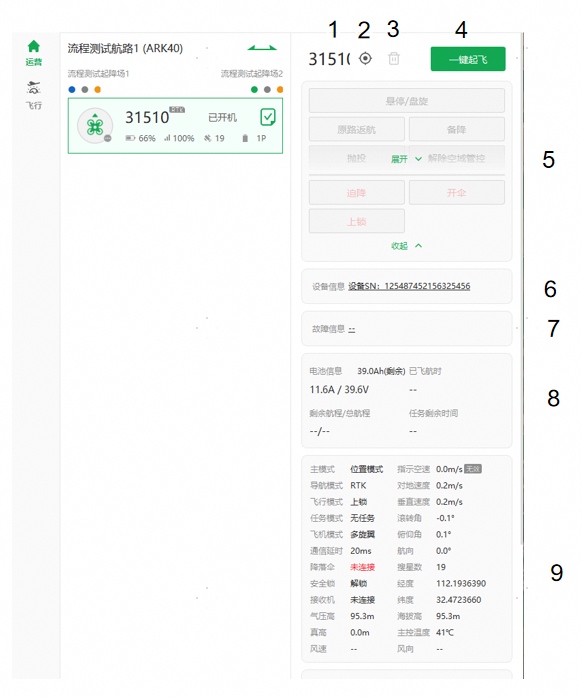 1 2 3 4
流程测试航路1 (ARK40)
31510
一键起飞
运营
流程测试起降场1 流程测试起降场2
飞行
悬停/盘旋
31510 RTK 已开机
原路返航 备降
66% 100% 19 1P
抛投 展开 解除空域管控
5
迫降 开伞
上锁
收起
设备信息 设备SN：125487452156325456
6
故障信息 --
7
电池信息 39.0Ah(剩余) 已飞航时
11.6A / 39.6V --
8
剩余航程/总航程 任务剩余时间
--/-- --
主模式 位置模式 指示空速 0.0m/s 无效
导航模式 RTK 对地速度 0.2m/s
飞行模式 上锁 垂直速度 0.2m/s
任务模式 无任务 滚转角 -0.1°
飞机模式 多旋翼 俯仰角 0.1°
通信延时 20ms 航向 0.0°
降落伞 未连接 搜星数 19
9
安全锁 解锁 经度 112.1936390
接收机 未连接 纬度 32.4723660
气压高 95.3m 海拔高 95.3m
真高 0.0m 主控温度 41℃
风速 -- 风向 --